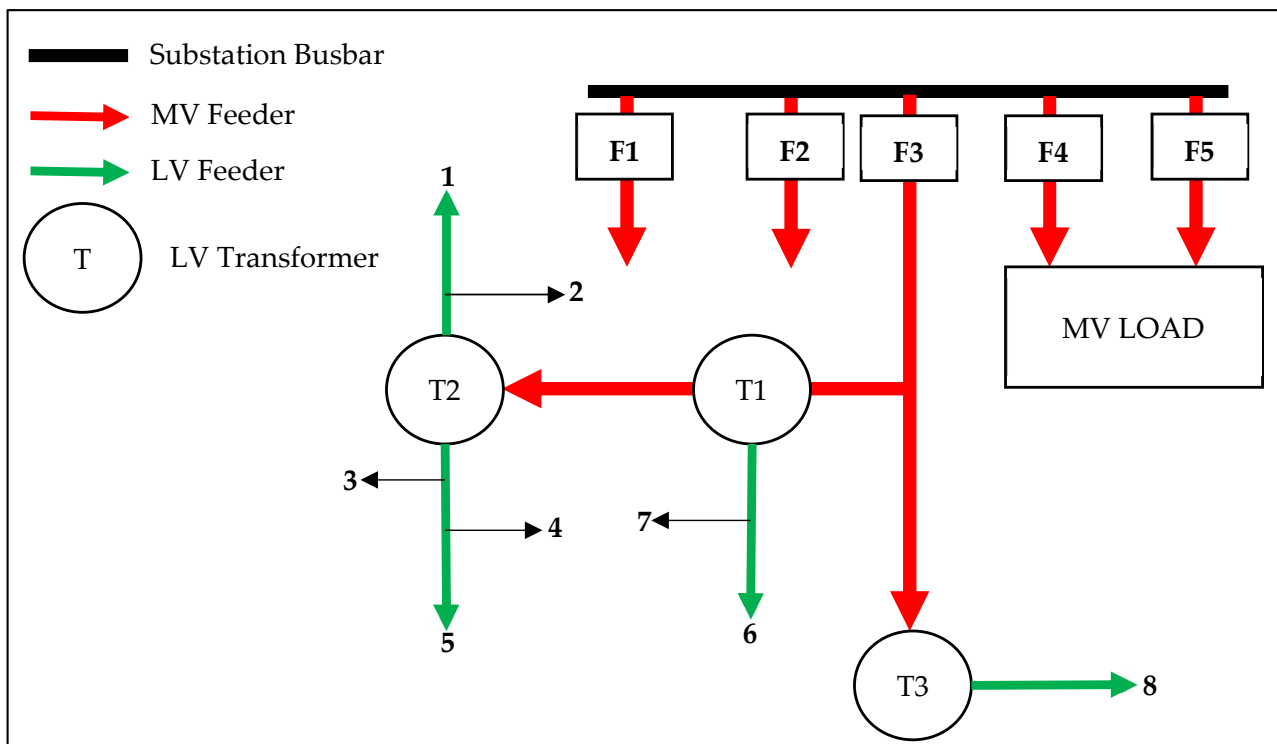 Substation Busbar
MV Feeder
LV Feeder
T LV Transformer
F1 F2 F3 F4 F5
MV LOAD
1
2
T2 T1
3
4
7
5
6
T3
8